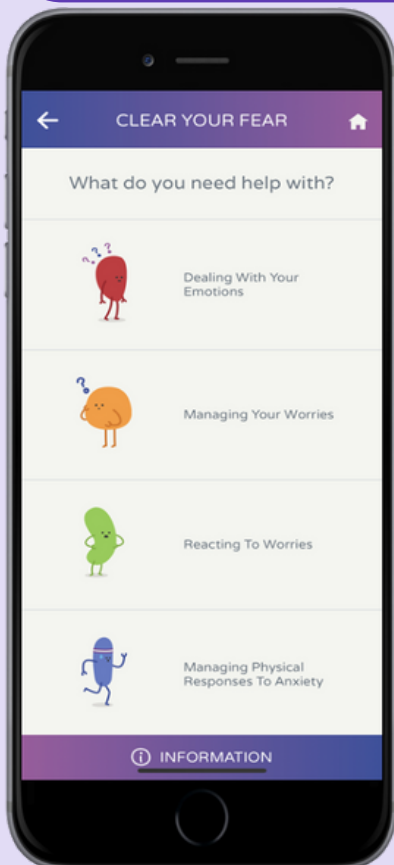 CLEAR YOUR FEAR
What do you need help with?
? ? ?
Dealing With Your
Emotions
?
Managing Your Worries
Reacting To Worries
Managing Physical
Responses To Anxiety
i INFORMATION